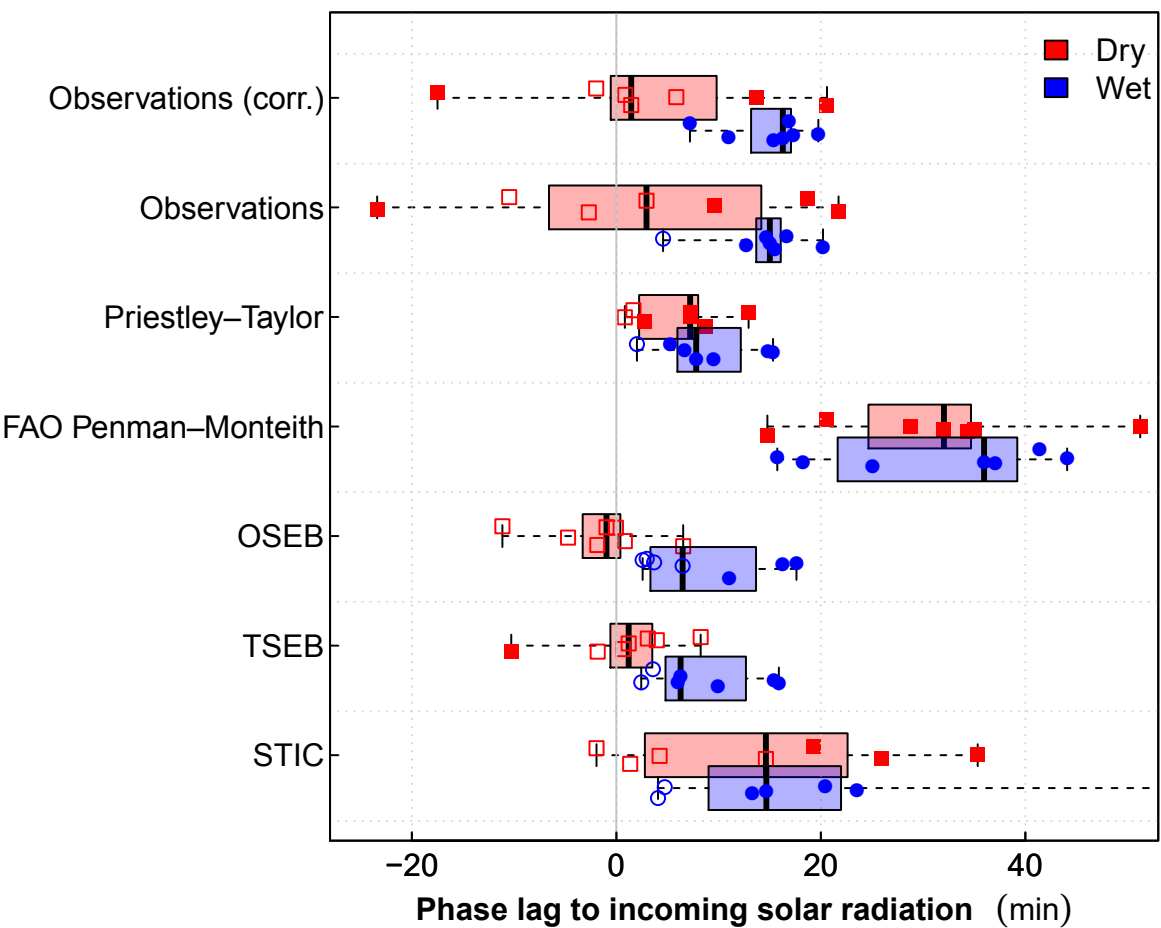 Dry
Wet
Observations (corr.)
Observations
Priestley–Taylor
FAO Penman–Monteith
OSEB
TSEB
STIC
−20 0 20 40
Phase lag to incoming solar radiation (min)